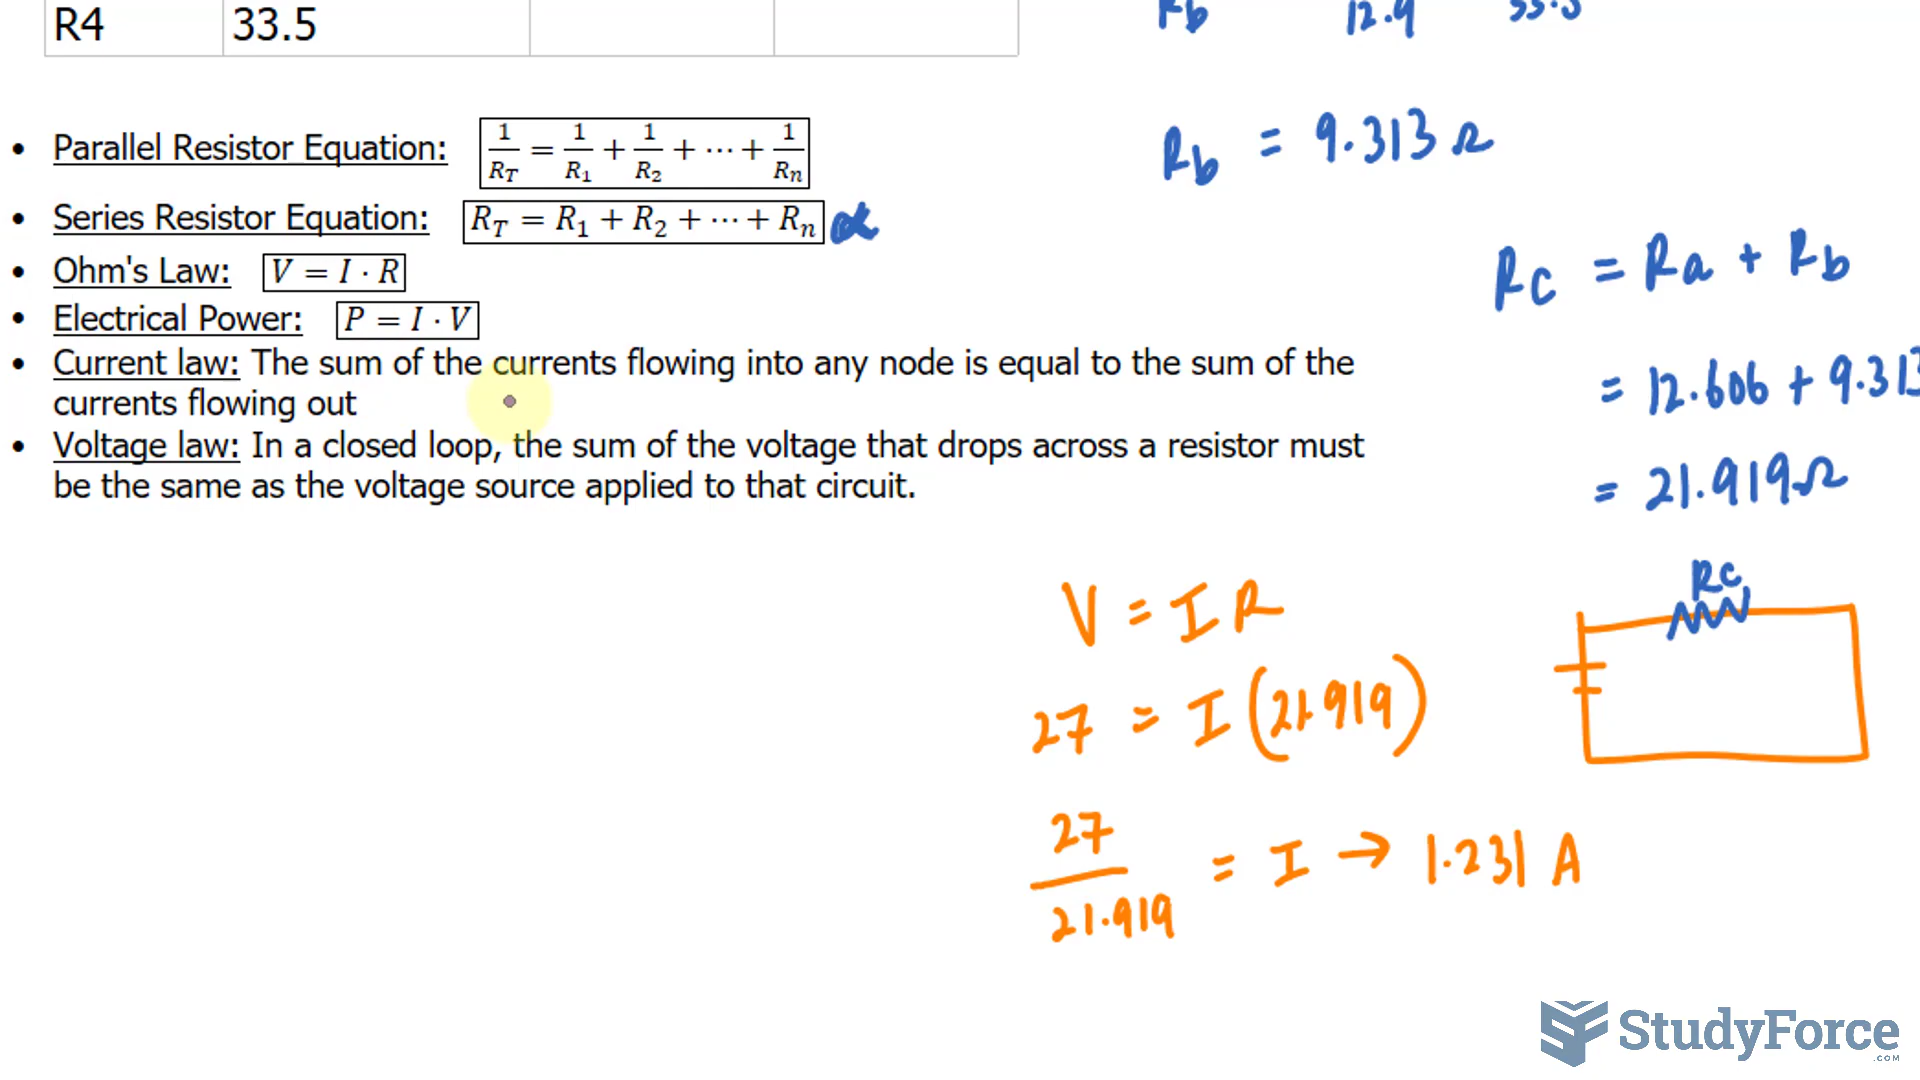 R4 33.5
Rb 12.9 33.5
• Parallel Resistor Equation: 1/R_T = 1/R_1 + 1/R_2 + ⋯ + 1/R_n
Rb = 9.313 Ω
• Series Resistor Equation: R_T = R_1 + R_2 + ⋯ + R_n
Rc = Ra + Rb
• Ohm's Law: V = I · R
• Electrical Power: P = I · V
• Current law: The sum of the currents flowing into any node is equal to the sum of the
currents flowing out
= 12.606 + 9.313
• Voltage law: In a closed loop, the sum of the voltage that drops across a resistor must
be the same as the voltage source applied to that circuit.
= 21.919 Ω
Rc
V = I R
27 = I (21.919)
27/21.919 = I → 1.231 A
StudyForce
.COM